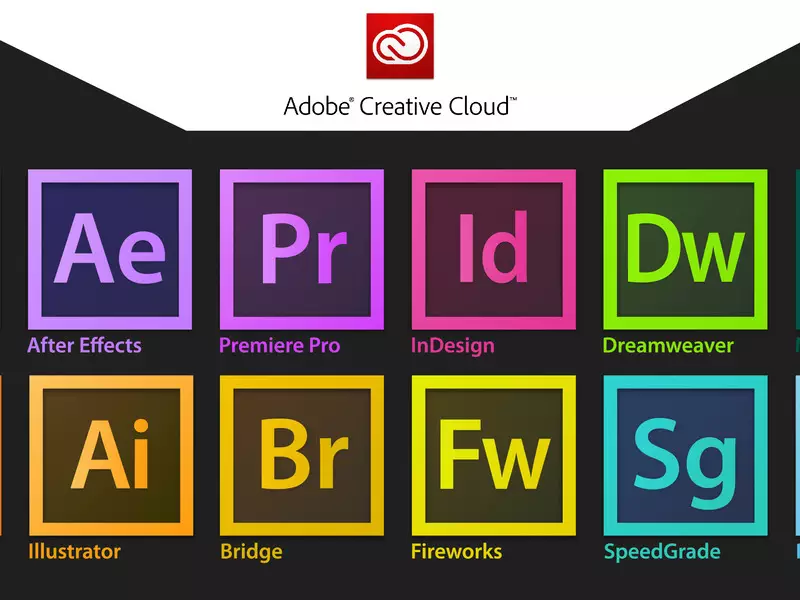 Adobe® Creative Cloud™
Ae Pr Id Dw
After Effects Premiere Pro InDesign Dreamweaver
Ai Br Fw Sg
Illustrator Bridge Fireworks SpeedGrade